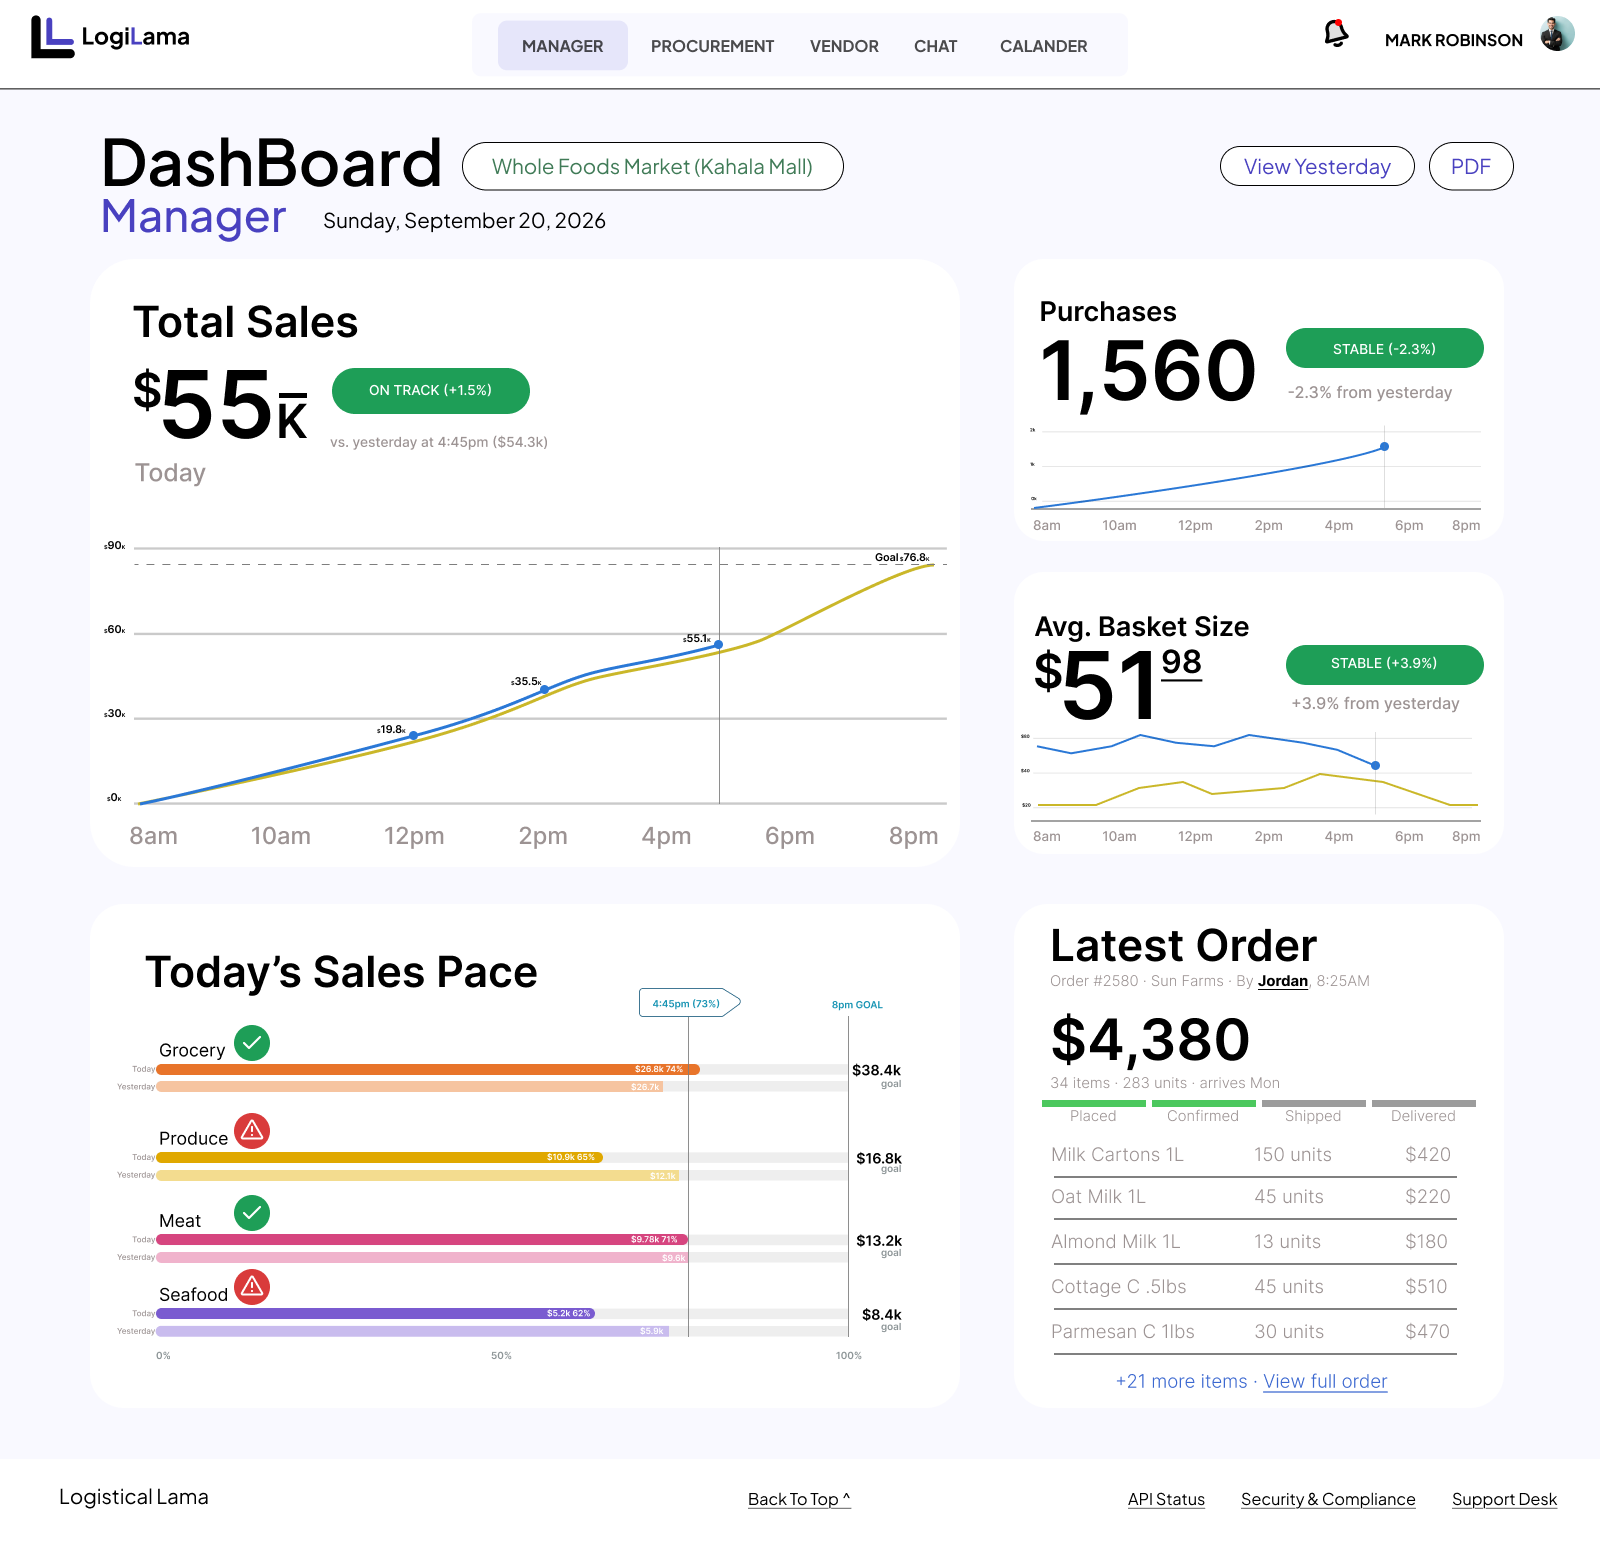 LogiLama
MANAGER PROCUREMENT VENDOR CHAT CALANDER
MARK ROBINSON
DashBoard
Whole Foods Market (Kahala Mall)
View Yesterday
PDF
Manager
Sunday, September 20, 2026
Total Sales
$55K
ON TRACK (+1.5%)
vs. yesterday at 4:45pm ($54.3k)
Today
$90K
Goal $76.8K
$60K
$55.1K
$35.5K
$30K
$19.8K
$0K
8am 10am 12pm 2pm 4pm 6pm 8pm
Purchases
1,560
STABLE (-2.3%)
-2.3% from yesterday
2k
1k
0k
8am 10am 12pm 2pm 4pm 6pm 8pm
Avg. Basket Size
$51 98
STABLE (+3.9%)
+3.9% from yesterday
$60
$40
$20
8am 10am 12pm 2pm 4pm 6pm 8pm
Today's Sales Pace
4:45pm (73%)
8pm GOAL
Grocery
Today $26.8k 74% $38.4k
Yesterday $26.7k goal
Produce
Today $10.9k 65% $16.8k
Yesterday $12.1k goal
Meat
Today $9.78k 71% $13.2k
Yesterday $9.6k goal
Seafood
Today $5.2k 62% $8.4k
Yesterday $5.9k goal
0% 50% 100%
Latest Order
Order #2580 · Sun Farms · By Jordan, 8:25AM
$4,380
34 items · 283 units · arrives Mon
Placed Confirmed Shipped Delivered
Milk Cartons 1L 150 units $420
Oat Milk 1L 45 units $220
Almond Milk 1L 13 units $180
Cottage C .5lbs 45 units $510
Parmesan C 1lbs 30 units $470
+21 more items · View full order
Logistical Lama
Back To Top ^
API Status
Security & Compliance
Support Desk